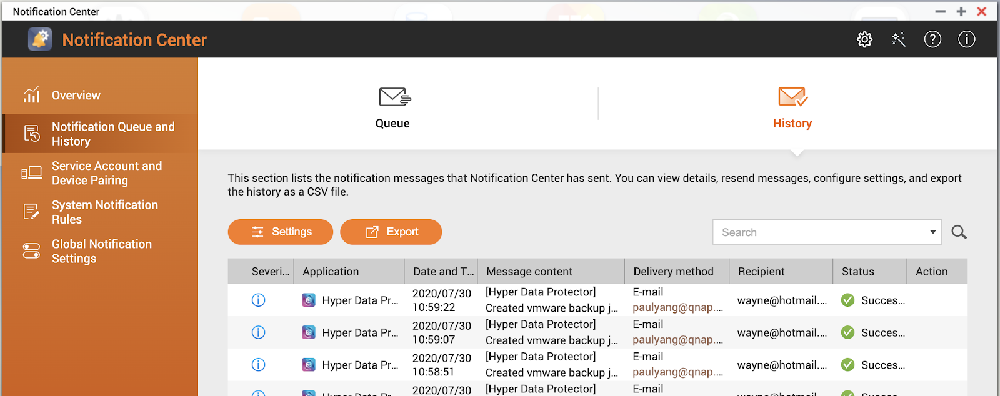 Notification Center
Notification Center
Overview
Notification Queue and
History
Service Account and
Device Pairing
System Notification
Rules
Global Notification
Settings
Queue
History
This section lists the notification messages that Notification Center has sent. You can view details, resend messages, configure settings, and export
the history as a CSV file.
Settings
Export
Search
Severi... Application Date and T... Message content Delivery method Recipient Status Action
Hyper Data Pr... 2020/07/30 10:59:22 [Hyper Data Protector] Created vmware backup j... E-mail paulyang@qnap.... wayne@hotmail.... Succes...
Hyper Data Pr... 2020/07/30 10:59:07 [Hyper Data Protector] Created vmware backup j... E-mail paulyang@qnap.... wayne@hotmail.... Succes...
Hyper Data Pr... 2020/07/30 10:58:51 [Hyper Data Protector] Created vmware backup j... E-mail paulyang@qnap.... wayne@hotmail.... Succes...
2020/07/30 [Hyper Data Protector] E-mail